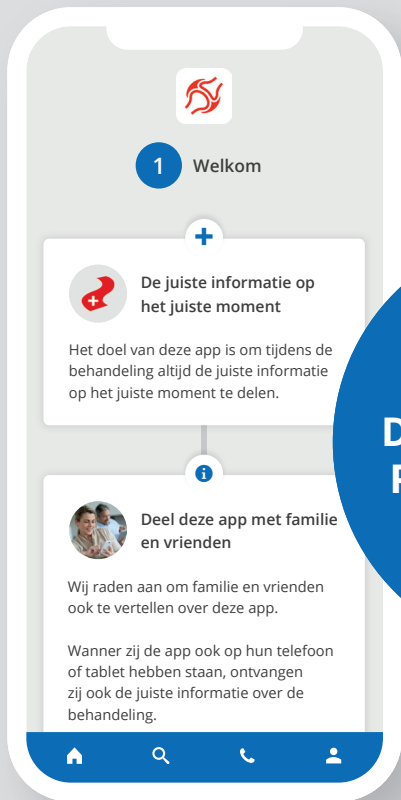 1 Welkom
De juiste informatie op
het juiste moment
Het doel van deze app is om tijdens de
behandeling altijd de juiste informatie
op het juiste moment te delen.
Deel deze app met familie
en vrienden
Wij raden aan om familie en vrienden
ook te vertellen over deze app.
Wanner zij de app ook op hun telefoon
of tablet hebben staan, ontvangen
zij ook de juiste informatie over de
behandeling.